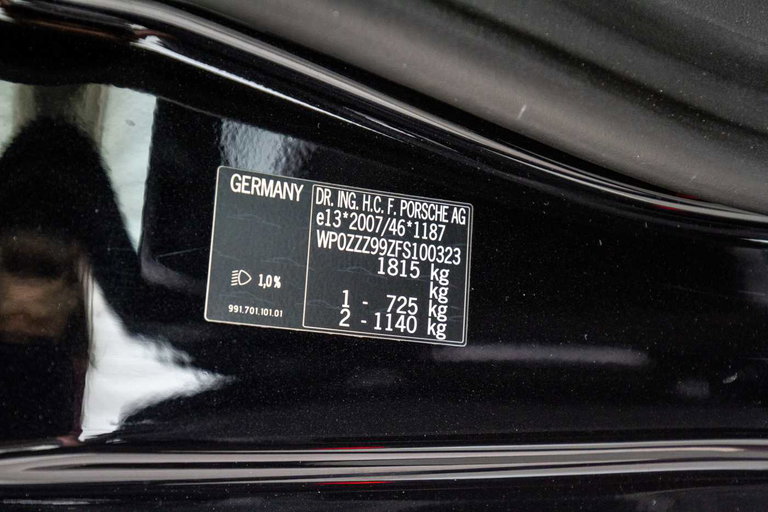 GERMANY
DR. ING. H.C. F. PORSCHE AG
e13*2007/46*1187
WP0ZZZ99ZFS100323
1815 kg
kg
1 - 725 kg
2 - 1140 kg
1,0%
991.701.101.01